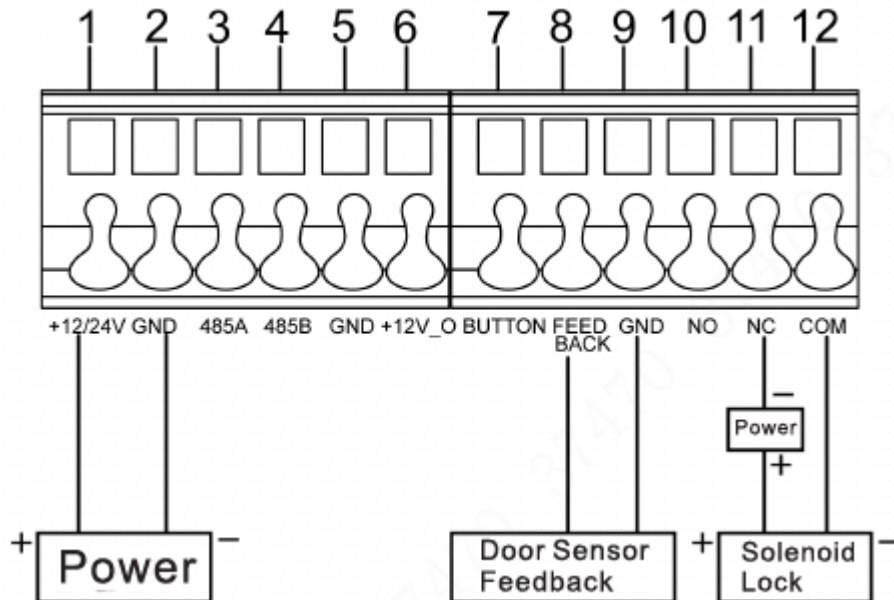 1 2 3 4 5 6 7 8 9 10 11 12
+12/24V GND 485A 485B GND +12V_O BUTTON FEED GND NO NC COM
BACK
−
Power
+
+ Power −
Door Sensor
Feedback
+ Solenoid −
Lock